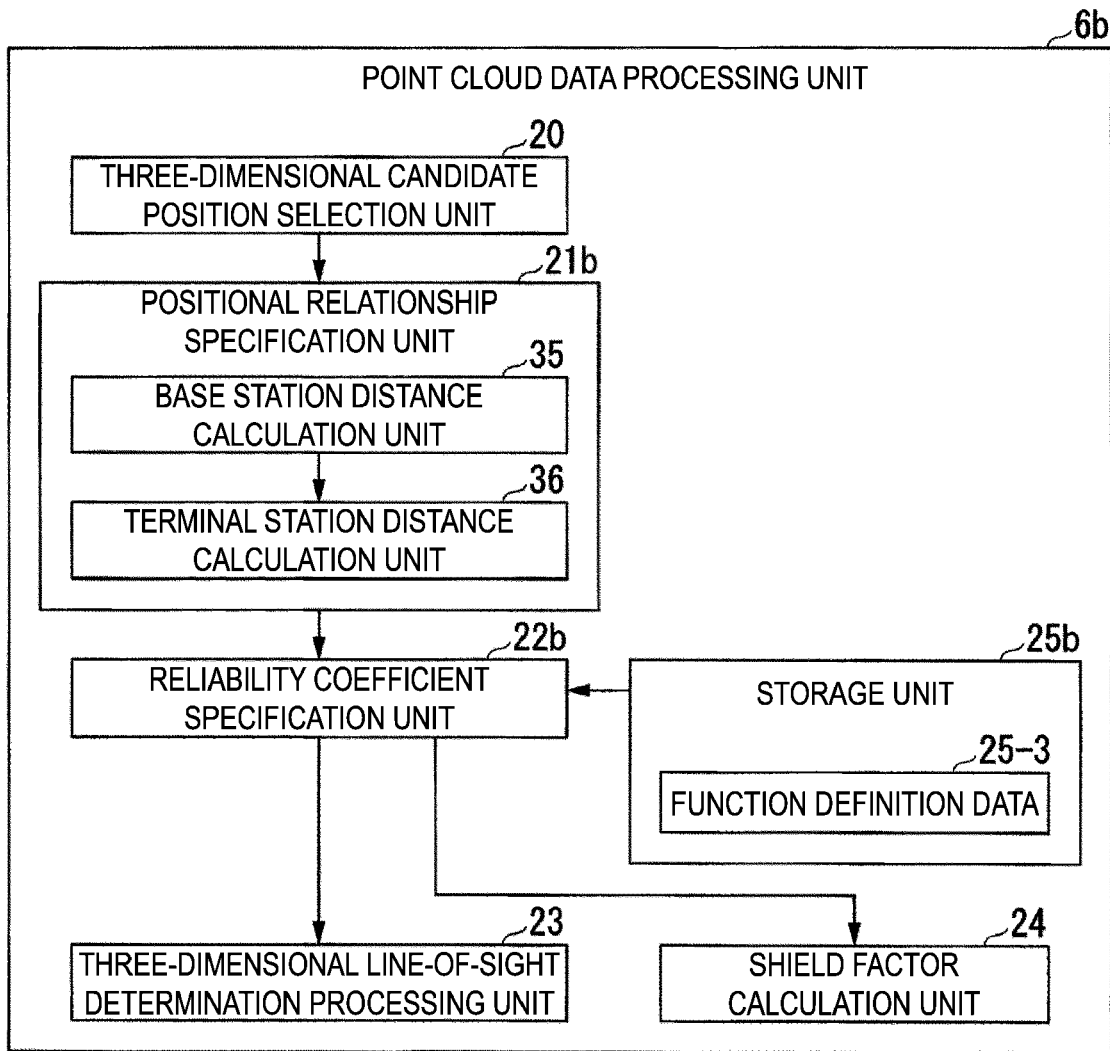 6b
POINT CLOUD DATA PROCESSING UNIT
20
THREE-DIMENSIONAL CANDIDATE
POSITION SELECTION UNIT
21b
POSITIONAL RELATIONSHIP
SPECIFICATION UNIT
35
BASE STATION DISTANCE
CALCULATION UNIT
36
TERMINAL STATION DISTANCE
CALCULATION UNIT
22b
RELIABILITY COEFFICIENT
SPECIFICATION UNIT
25b
STORAGE UNIT
25-3
FUNCTION DEFINITION DATA
23
THREE-DIMENSIONAL LINE-OF-SIGHT
DETERMINATION PROCESSING UNIT
24
SHIELD FACTOR
CALCULATION UNIT